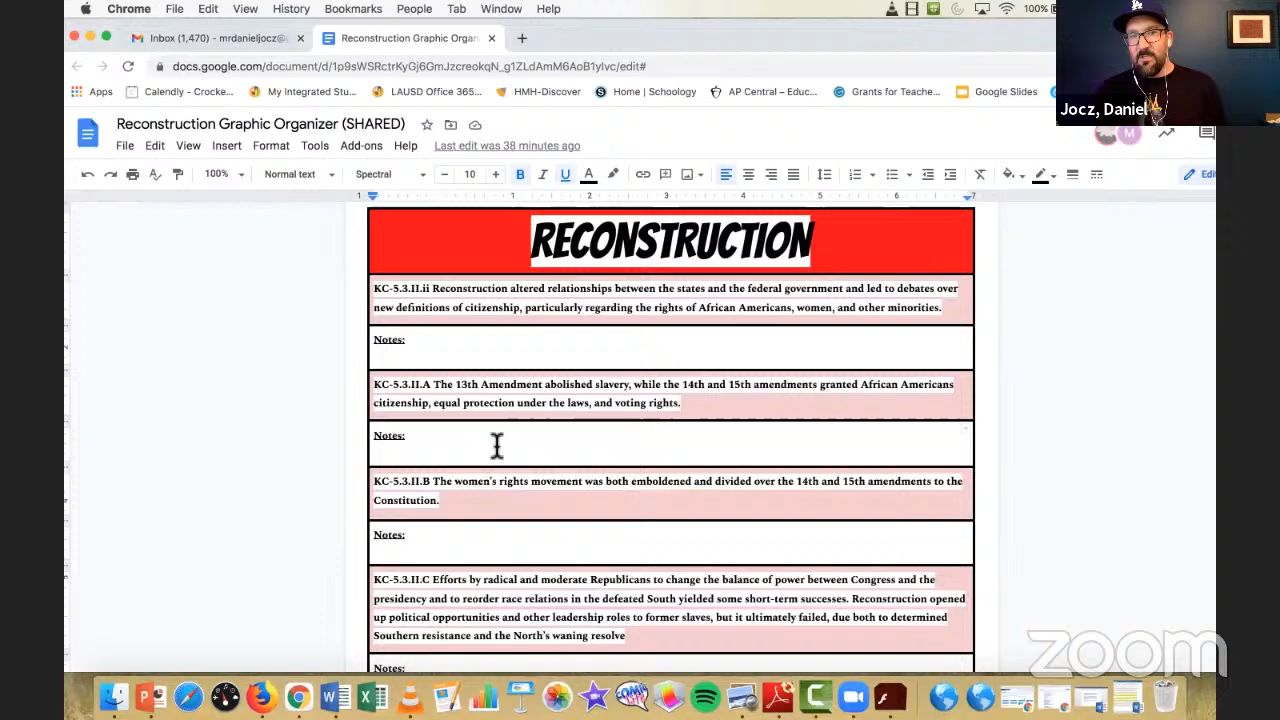 Chrome File Edit View History Bookmarks People Tab Window Help 100%
Inbox (1,470) - mrdanieljocz@ Reconstruction Graphic Organi
docs.google.com/document/d/1p9sWSRctrKyGj6GmJzcreokqN_g1ZLdAmM6AoB1yIvc/edit#
Apps Calendly - Crocke... My Integrated Stu... LAUSD Office 365... HMH-Discover Home | Schoology AP Central – Educ... Grants for Teache... Google Slides
Jocz, Daniel
Reconstruction Graphic Organizer (SHARED)
M
File Edit View Insert Format Tools Add-ons Help Last edit was 38 minutes ago
100% Normal text Spectral 10 B I U A Edit
1 1 2 3 4 5 6 7
RECONSTRUCTION
KC-5.3.II.ii Reconstruction altered relationships between the states and the federal government and led to debates over
new definitions of citizenship, particularly regarding the rights of African Americans, women, and other minorities.
Notes:
KC-5.3.II.A The 13th Amendment abolished slavery, while the 14th and 15th amendments granted African Americans
citizenship, equal protection under the laws, and voting rights.
Notes:
KC-5.3.II.B The women's rights movement was both emboldened and divided over the 14th and 15th amendments to the
Constitution.
Notes:
KC-5.3.II.C Efforts by radical and moderate Republicans to change the balance of power between Congress and the
presidency and to reorder race relations in the defeated South yielded some short-term successes. Reconstruction opened
up political opportunities and other leadership roles to former slaves, but it ultimately failed, due both to determined
Southern resistance and the North's waning resolve
Notes:
zoom